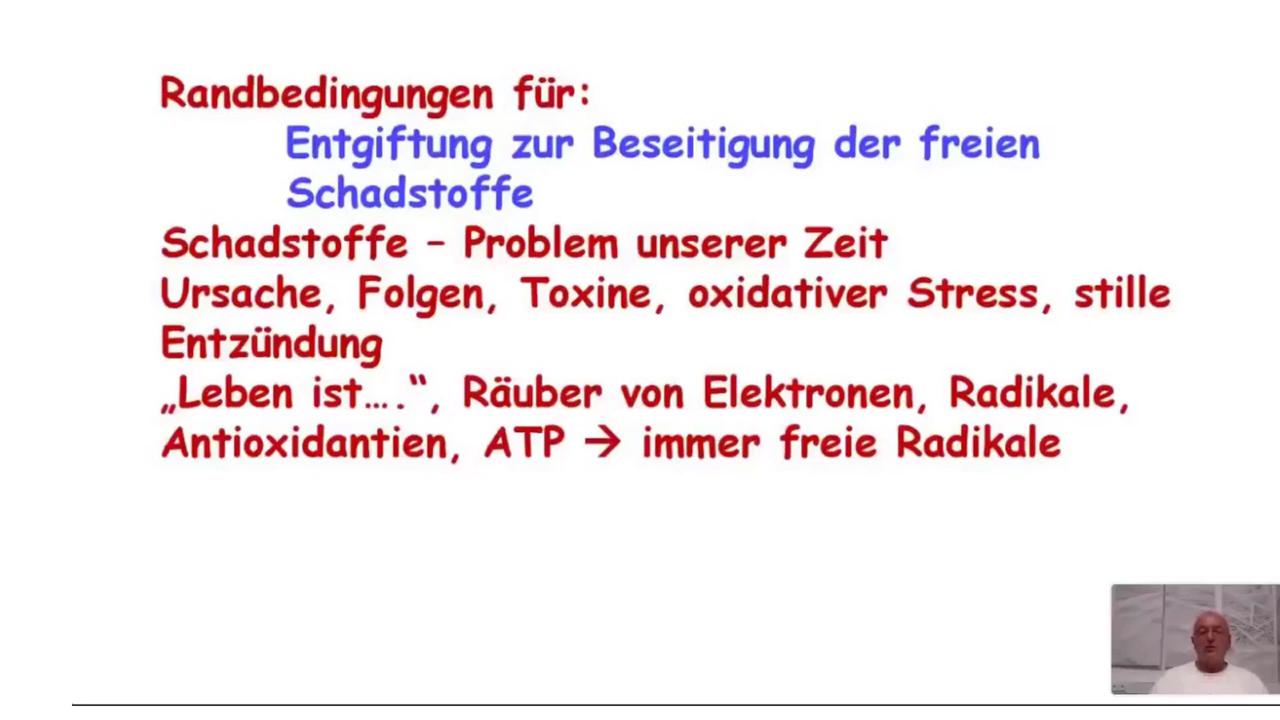 Randbedingungen für:
Entgiftung zur Beseitigung der freien
Schadstoffe
Schadstoffe – Problem unserer Zeit
Ursache, Folgen, Toxine, oxidativer Stress, stille
Entzündung
„Leben ist….“, Räuber von Elektronen, Radikale,
Antioxidantien, ATP → immer freie Radikale